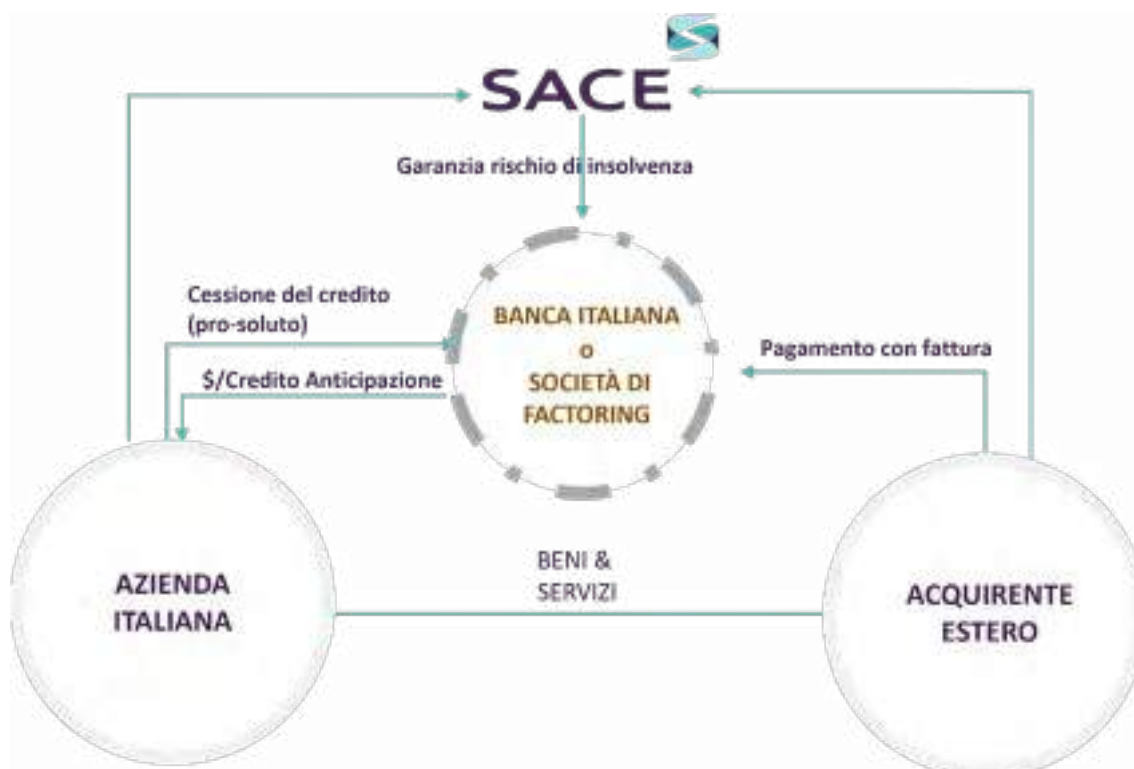 SACE
Garanzia rischio di insolvenza
Cessione del credito
(pro-soluto)
$/Credito Anticipazione
BANCA ITALIANA
o
SOCIETÀ DI
FACTORING
Pagamento con fattura
BENI &
SERVIZI
AZIENDA
ITALIANA
ACQUIRENTE
ESTERO